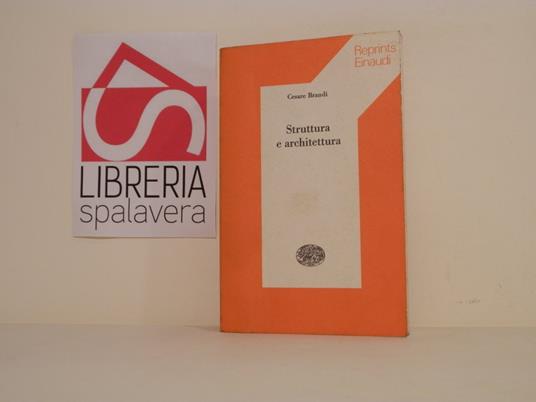 LIBRERIA
spalavera
Reprints
Einaudi
Cesare Brandi
Struttura
e architettura